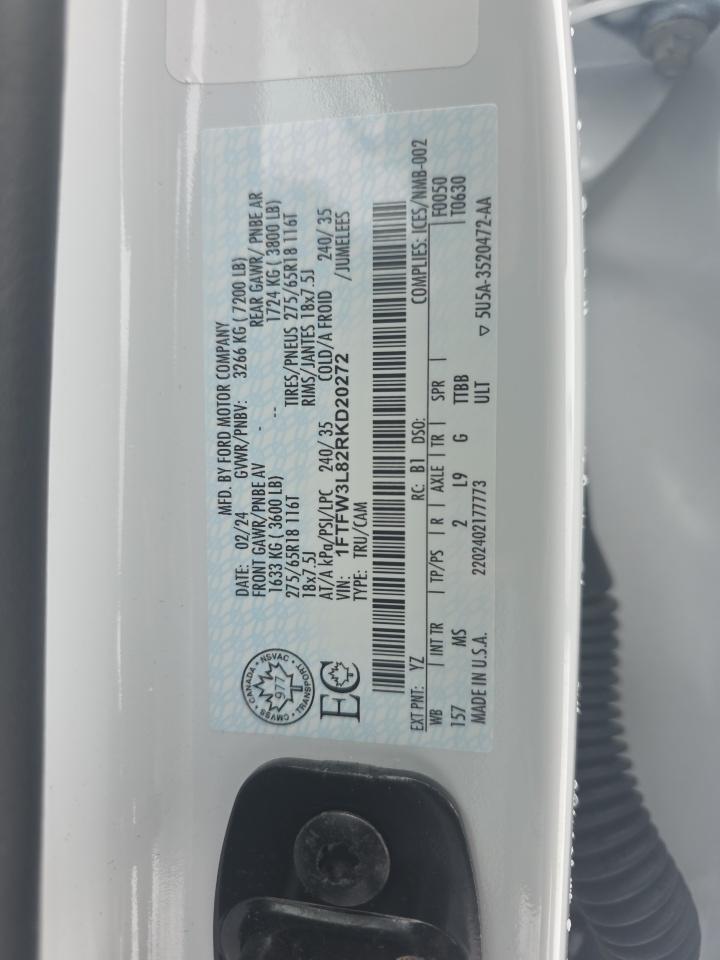 MFD. BY FORD MOTOR COMPANY
DATE: 02/24 GVWR/PNBV: 3266 KG ( 7200 LB)
FRONT GAWR/PNBE AV REAR GAWR/ PNBE AR
1633 KG ( 3600 LB) - -- 1724 KG ( 3800 LB)
275/65R18 116T TIRES/PNEUS 275/65R18 116T
18x7.5J RIMS/JANTES 18x7.5J
AT/A kPa/PSI/LPC 240/ 35 COLD/A FROID 240/ 35
VIN: 1FTFW3L82RKD20272 /JUMELEES
TYPE: TRU/CAM
CMVSS • CANADA • NSVAC • TRANSPORT •
977
EC
COMPLIES: ICES/NMB-002
EXT PNT: YZ RC: B1 DSO: F0050
WB INT TR TP/PS R AXLE TR SPR T0630
157 MS 2 L9 G TTBB
MADE IN U.S.A. 2202402177773 ULT ▽ 5U5A-3520472-AA